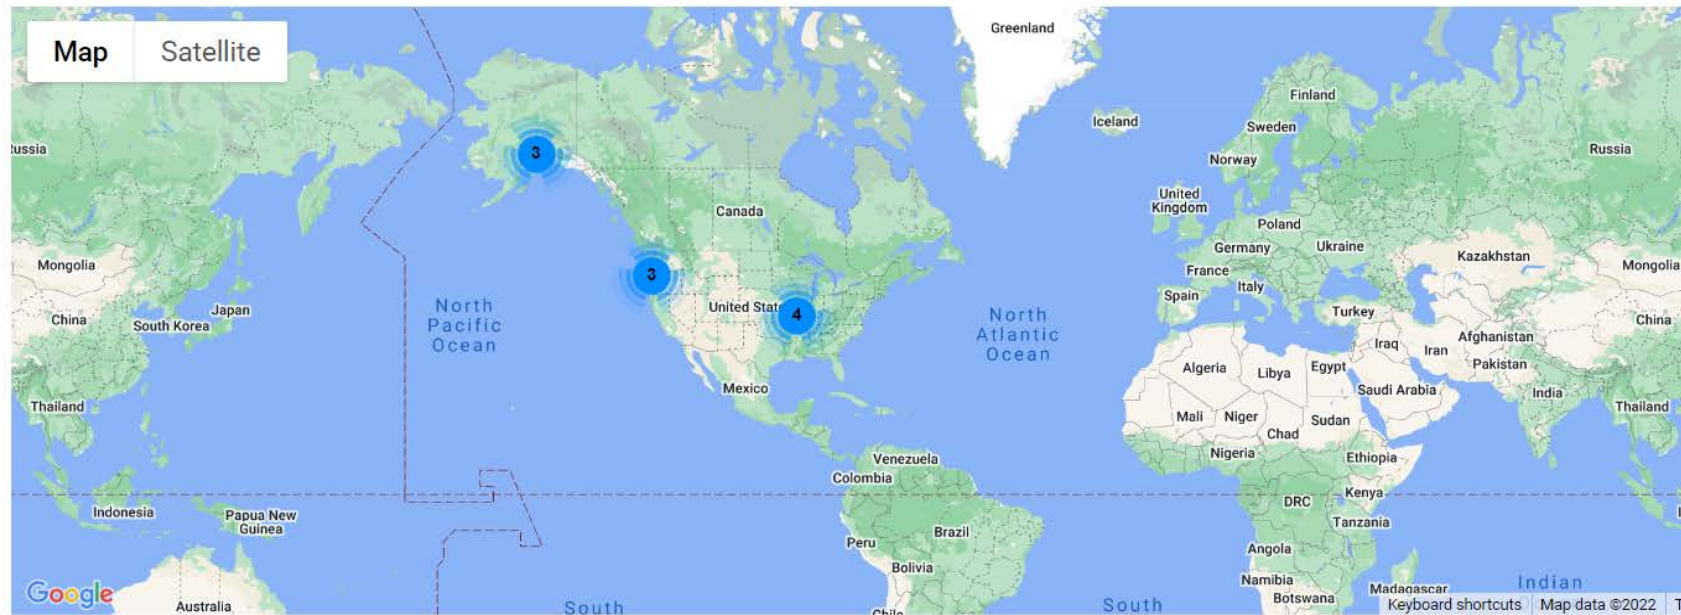 Map
Satellite
Greenland
Finland
Iceland
Sweden
Russia
Norway
United
Kingdom
Canada
Poland
Germany
Ukraine
Kazakhstan
Mongolia
Mongolia
France
Italy
Spain
Turkey
Japan
China
South Korea
China
North
Pacific
Ocean
United Stat
North
Atlantic
Ocean
3
3
4
Afghanistan
Iraq
Iran
Pakistan
Algeria
Libya
Egypt
Saudi Arabia
India
Mexico
Thailand
Thailand
Mali
Niger
Sudan
Chad
Nigeria
Ethiopia
Venezuela
Colombia
Kenya
DRC
Tanzania
Indonesia
Papua New
Guinea
Brazil
Peru
Bolivia
Angola
Namibia
Botswana
Madagascar
Indian
Google
Australia
South
Chile
South
Keyboard shortcuts
Map data ©2022
T